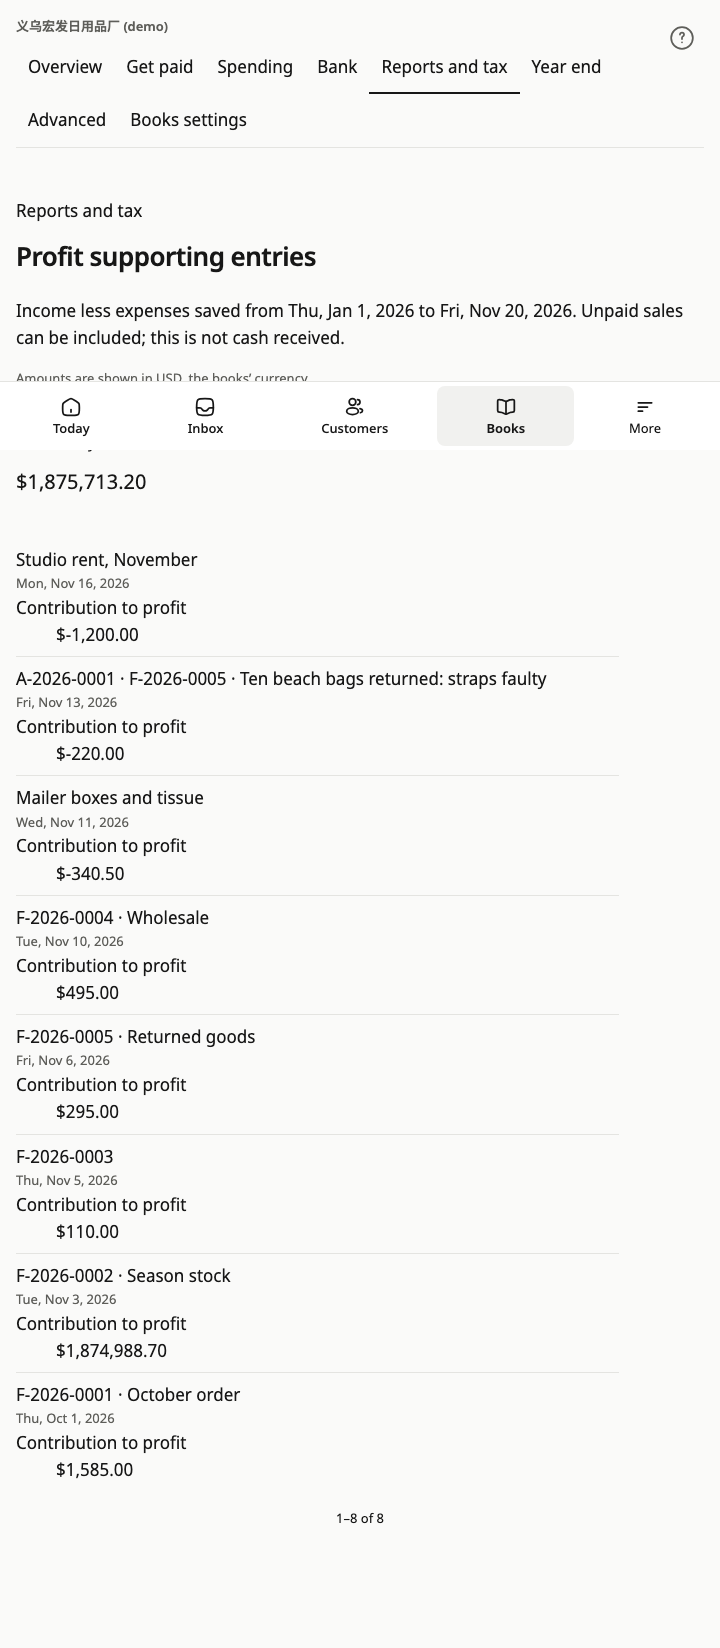 义乌宏发日用品厂 (demo)
Overview
Get paid
Spending
Bank
Reports and tax
Year end
Advanced
Books settings
Reports and tax
Profit supporting entries
Income less expenses saved from Thu, Jan 1, 2026 to Fri, Nov 20, 2026. Unpaid sales
can be included; this is not cash received.
Amounts are shown in USD, the books’ currency
Today
Inbox
Customers
Books
More
$1,875,713.20
Studio rent, November
Mon, Nov 16, 2026
Contribution to profit
$-1,200.00
A-2026-0001 · F-2026-0005 · Ten beach bags returned: straps faulty
Fri, Nov 13, 2026
Contribution to profit
$-220.00
Mailer boxes and tissue
Wed, Nov 11, 2026
Contribution to profit
$-340.50
F-2026-0004 · Wholesale
Tue, Nov 10, 2026
Contribution to profit
$495.00
F-2026-0005 · Returned goods
Fri, Nov 6, 2026
Contribution to profit
$295.00
F-2026-0003
Thu, Nov 5, 2026
Contribution to profit
$110.00
F-2026-0002 · Season stock
Tue, Nov 3, 2026
Contribution to profit
$1,874,988.70
F-2026-0001 · October order
Thu, Oct 1, 2026
Contribution to profit
$1,585.00
1–8 of 8